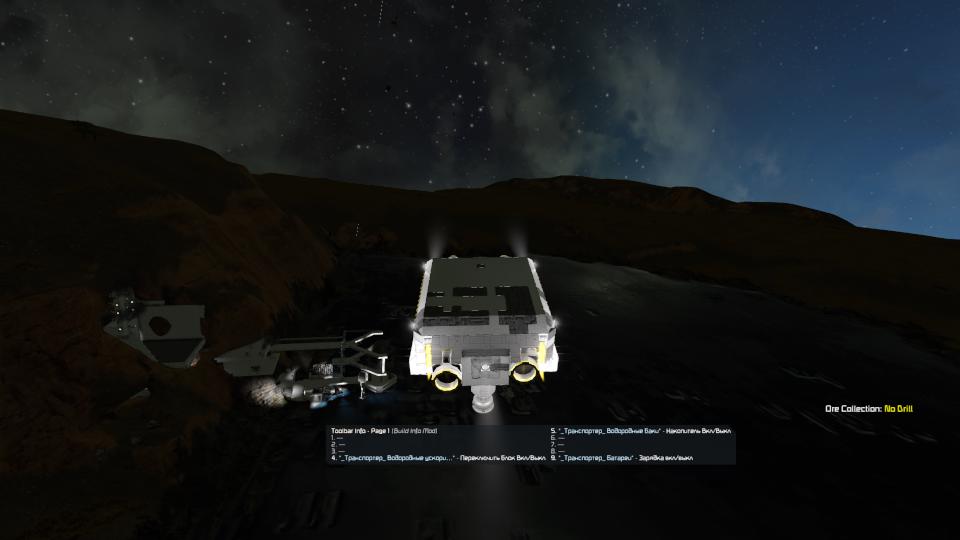 Ore Collection: No Drill
Toolbar Info - Page 1 (Build Info Mod)
1. —
2. —
3. —
4. "_Транспортер_ Водородные ускори..." - Переключить Блок Вкл/Выкл
5. "_Транспортер_ Водородные Баки" - Накопитель Вкл/Выкл
6. —
7. —
8. —
9. "_Транспортер_ Батареи" - Зарядка вкл/выкл